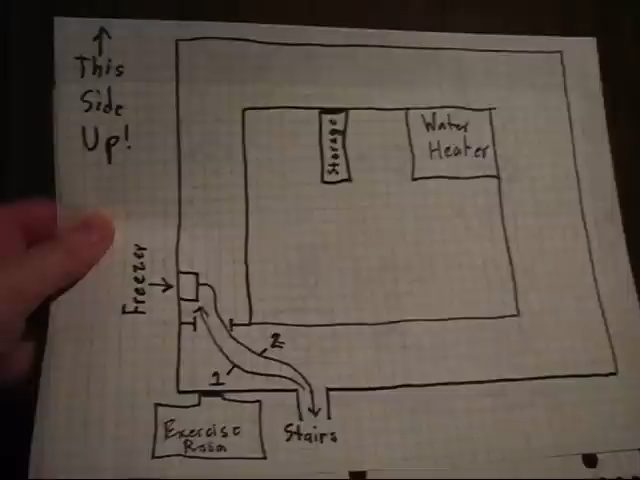 This
Side
Up!
Storage
Water
Heater
Freezer
2
1
Exercise
Room
Stairs